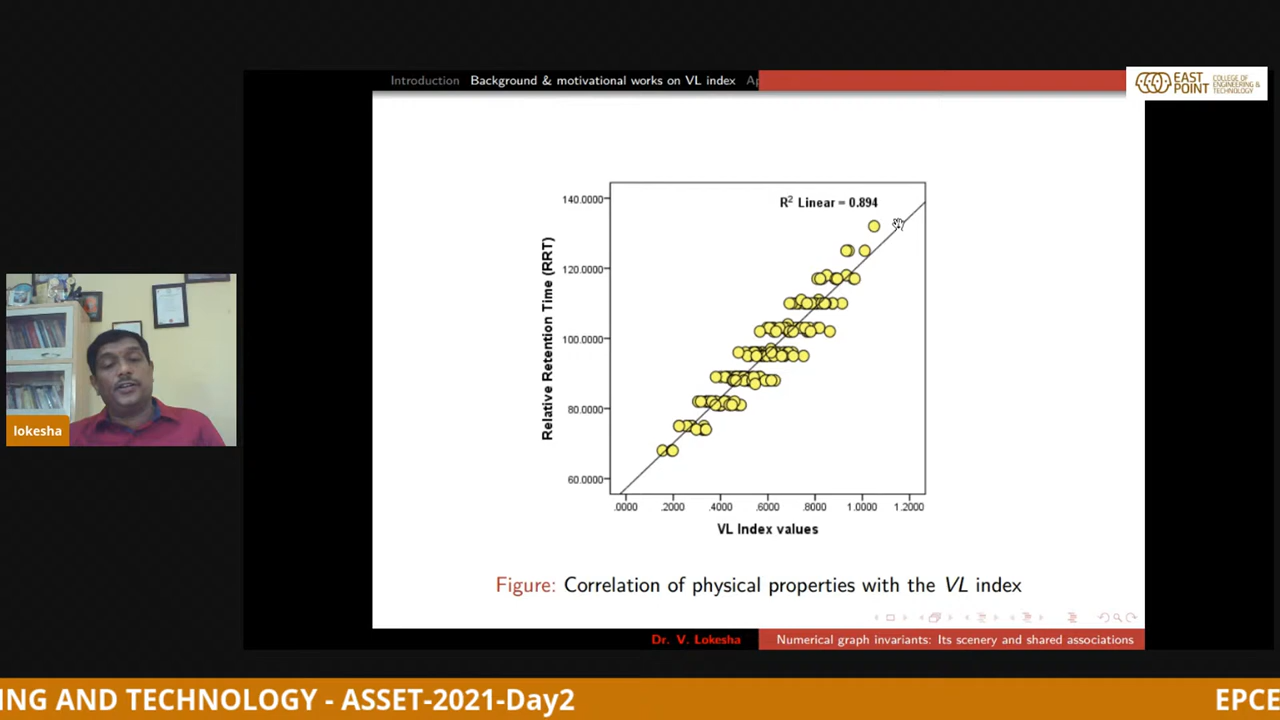 Introduction Background & motivational works on VL index
EAST POINT
COLLEGE OF ENGINEERING & TECHNOLOGY
R² Linear = 0.894
140.0000
120.0000
100.0000
80.0000
60.0000
Relative Retention Time (RRT)
.0000 .2000 .4000 .6000 .8000 1.0000 1.2000
VL Index values
Figure: Correlation of physical properties with the VL index
lokesha
Dr. V. Lokesha Numerical graph invariants: Its scenery and shared associations
ING AND TECHNOLOGY - ASSET-2021-Day2 EPCE